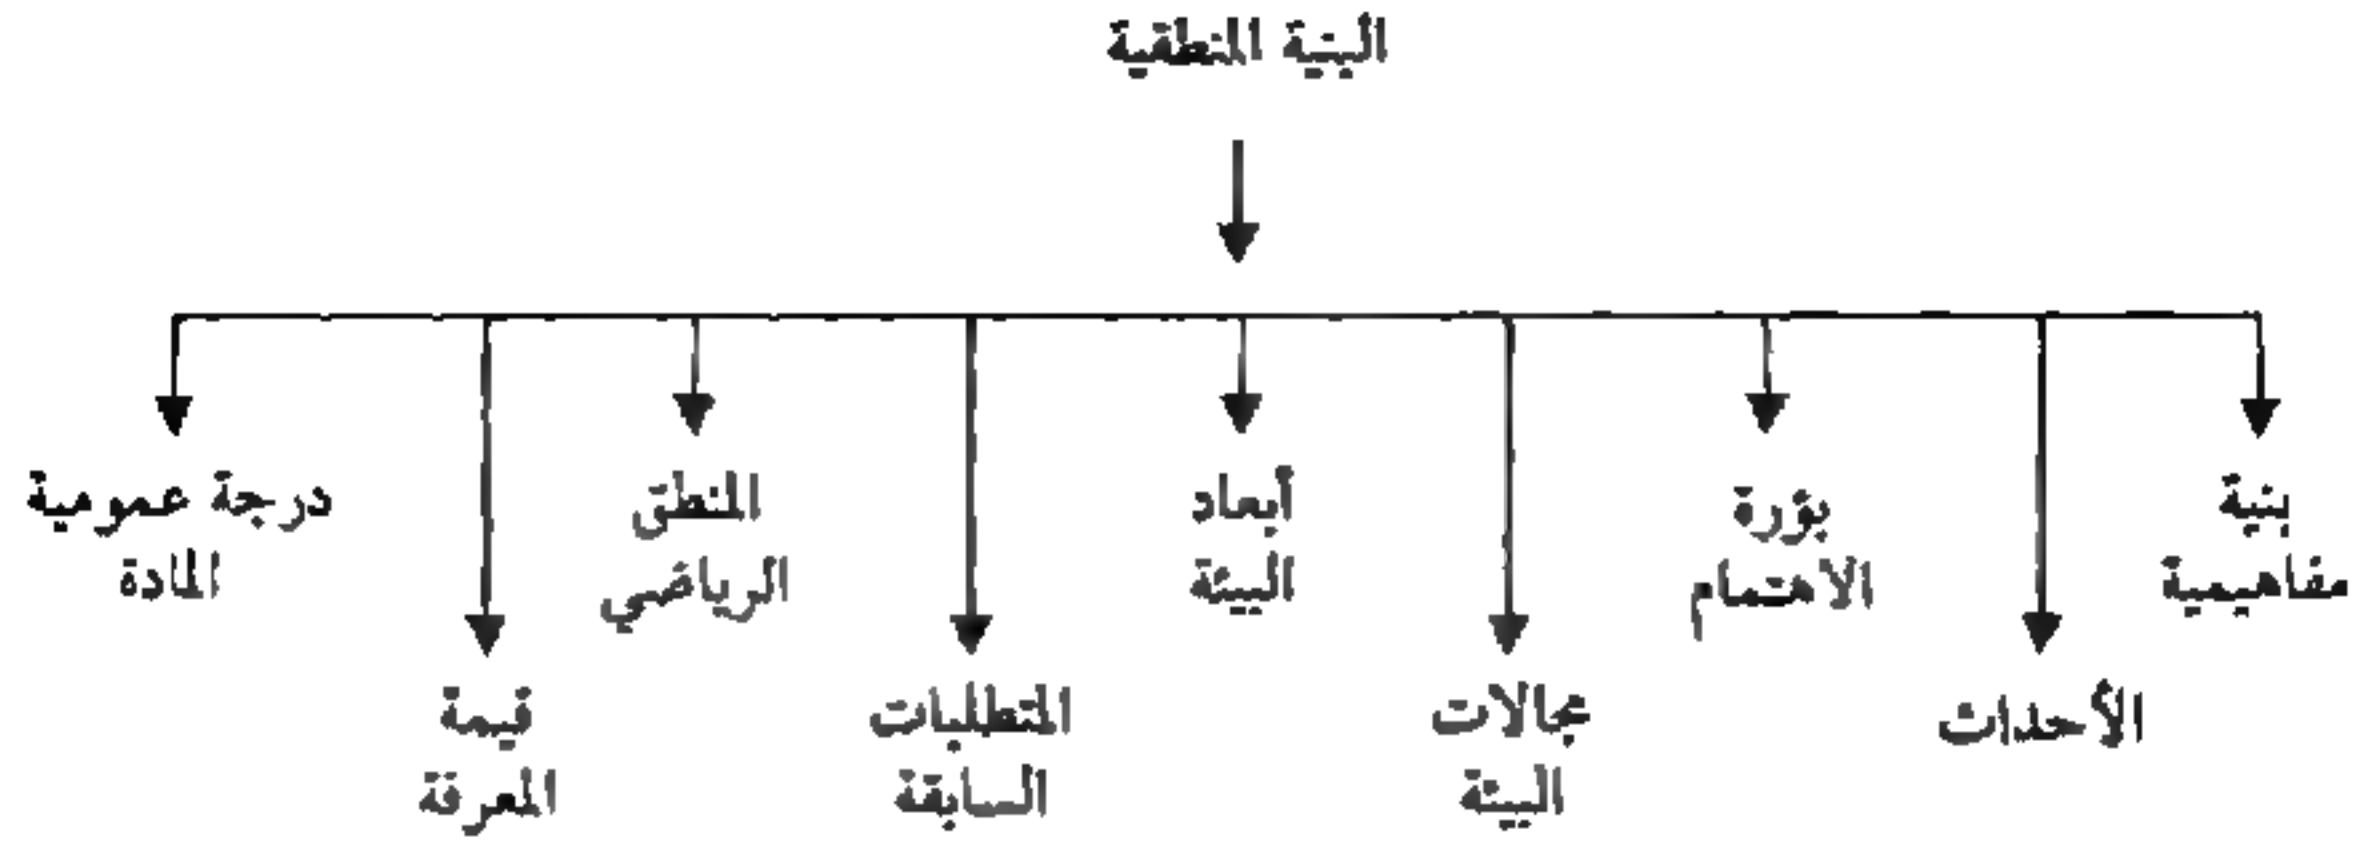 البنية المنطقية
بنية
مفاهيمية
الأحداث
بؤرة
الاهتمام
مجالات
البيئة
أبعاد
البيئة
المتطلبات
السابقة
المنطق
الرياضي
قيمة
المعرفة
درجة عمومية
المادة